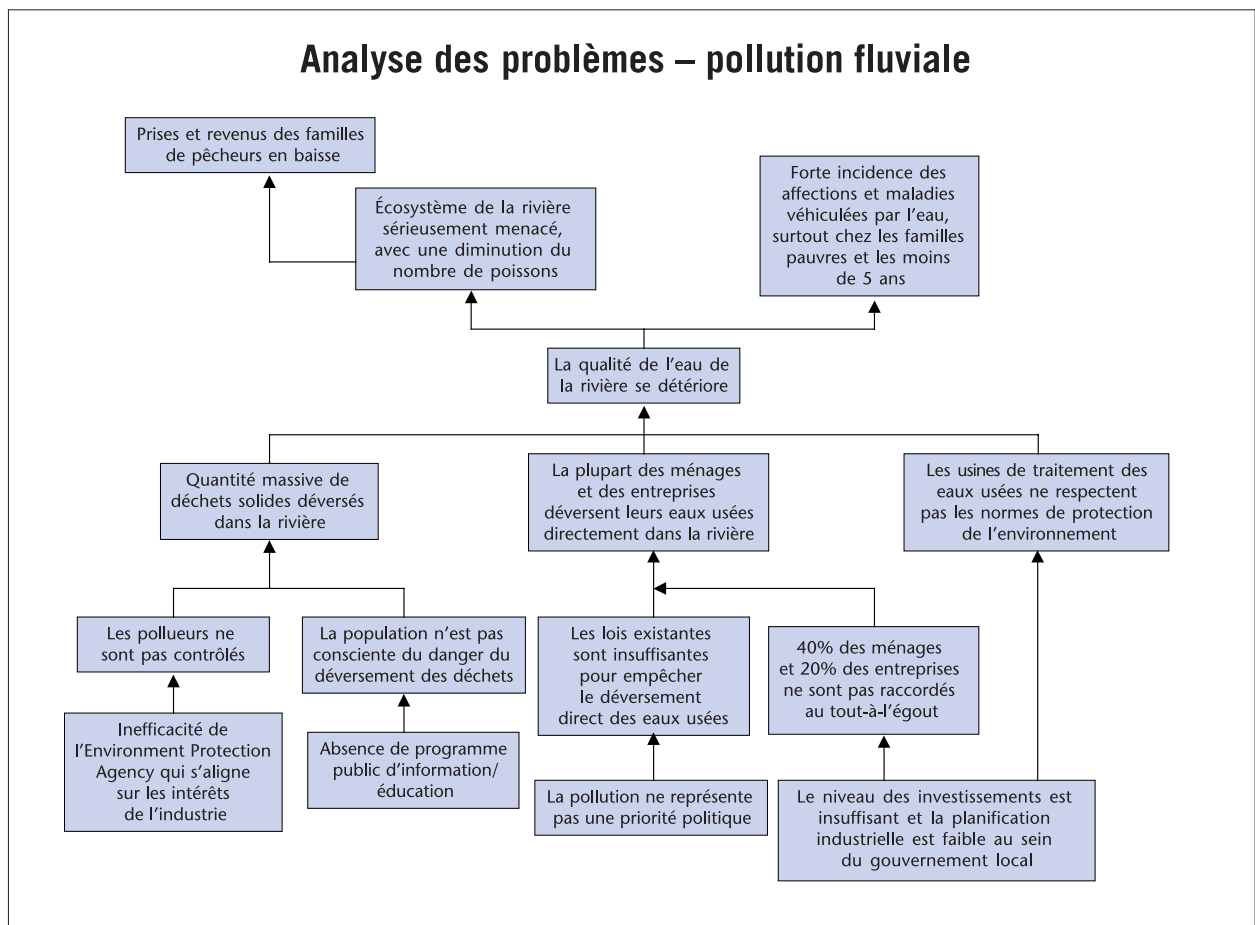 Analyse des problèmes – pollution fluviale
Prises et revenus des familles
de pêcheurs en baisse
Forte incidence des
affections et maladies
véhiculées par l'eau,
surtout chez les familles
pauvres et les moins
de 5 ans
Écosystème de la rivière
sérieusement menacé,
avec une diminution du
nombre de poissons
La qualité de l'eau de
la rivière se détériore
Quantité massive de
déchets solides déversés
dans la rivière
La plupart des ménages
et des entreprises
déversent leurs eaux usées
directement dans la rivière
Les usines de traitement des
eaux usées ne respectent
pas les normes de protection
de l'environnement
Les pollueurs ne
sont pas contrôlés
La population n'est pas
consciente du danger du
déversement des déchets
Les lois existantes
sont insuffisantes
pour empêcher
le déversement
direct des eaux usées
40% des ménages
et 20% des entreprises
ne sont pas raccordés
au tout-à-l'égout
Inefficacité de
l'Environment Protection
Agency qui s'aligne
sur les intérêts
de l'industrie
Absence de programme
public d'information/
éducation
La pollution ne représente
pas une priorité politique
Le niveau des investissements est
insuffisant et la planification
industrielle est faible au sein
du gouvernement local